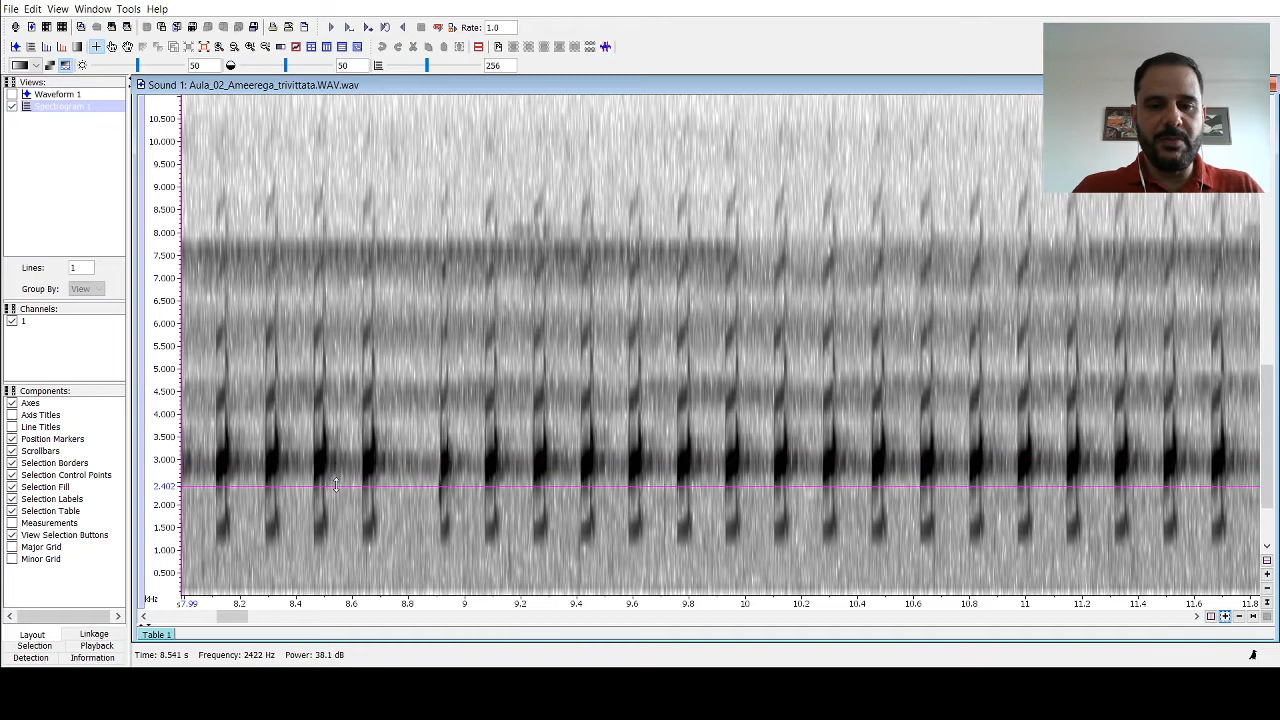 File Edit View Window Tools Help
Rate: 1.0
50 50 256
Views:
Sound 1: Aula_02_Ameerega_trivittata.WAV.wav
Waveform 1
Spectrogram 1
Lines: 1
Group By: View
Channels:
1
Components:
Axes
Axis Titles
Line Titles
Position Markers
Scrollbars
Selection Borders
Selection Control Points
Selection Fill
Selection Labels
Selection Table
Measurements
View Selection Buttons
Major Grid
Minor Grid
Layout Linkage
Selection Playback
Detection Information
10.500
10.000
9.500
9.000
8.500
8.000
7.500
7.000
6.500
6.000
5.500
5.000
4.500
4.000
3.500
3.000
2.402
2.000
1.500
1.000
0.500
kHz
s 7.99 8.2 8.4 8.6 8.8 9 9.2 9.4 9.6 9.8 10 10.2 10.4 10.6 10.8 11 11.2 11.4 11.6 11.8
Table 1
Time: 8.541 s Frequency: 2422 Hz Power: 38.1 dB